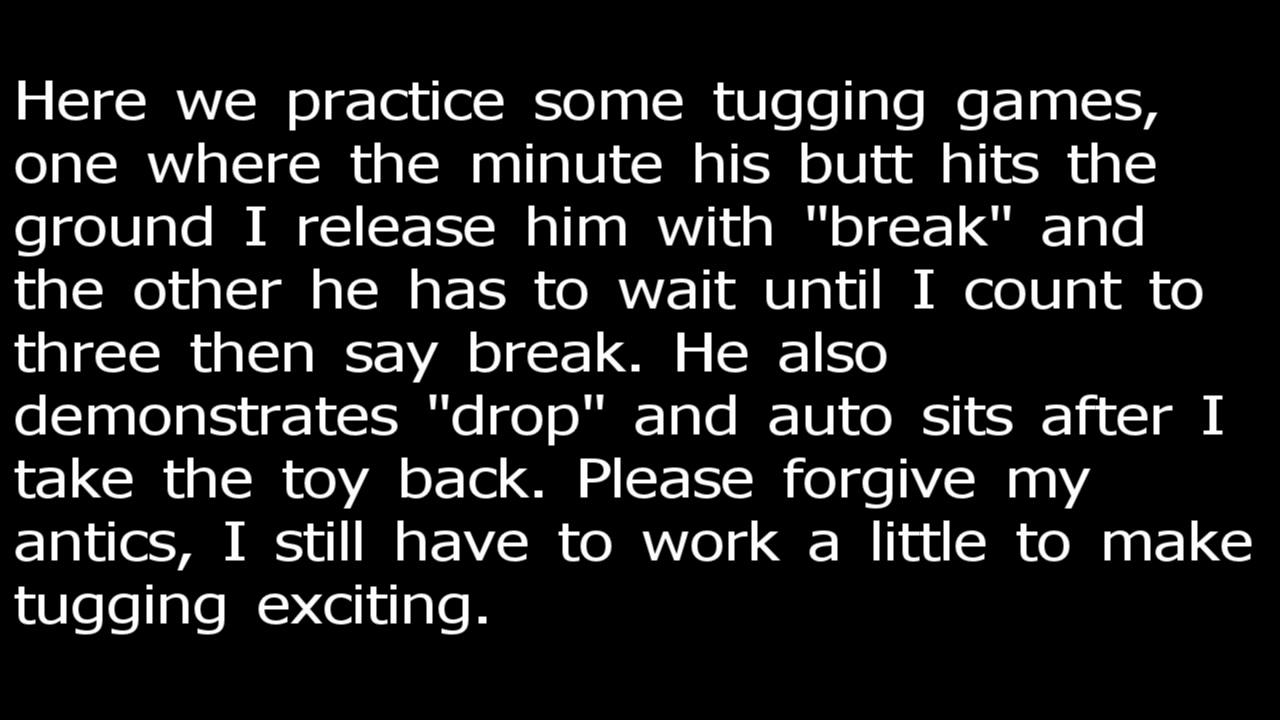 Here we practice some tugging games,
one where the minute his butt hits the
ground I release him with "break" and
the other he has to wait until I count to
three then say break. He also
demonstrates "drop" and auto sits after I
take the toy back. Please forgive my
antics, I still have to work a little to make
tugging exciting.